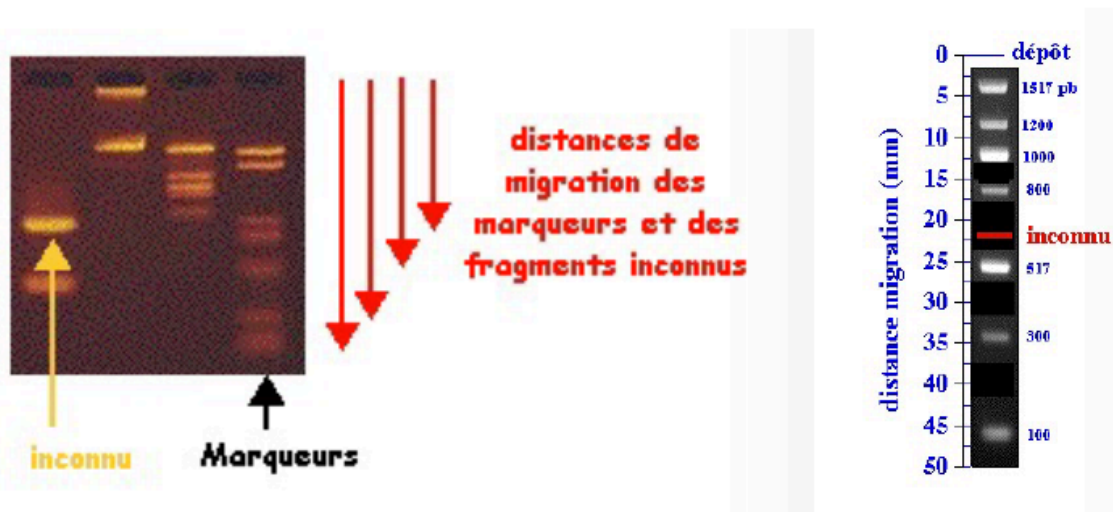 distances de
migration des
marqueurs et des
fragments inconnus
inconnu
Marqueurs
distance migration (mm)
0
5
10
15
20
25
30
35
40
45
50
dépôt
1517 pb
1200
1000
800
inconnu
517
300
100